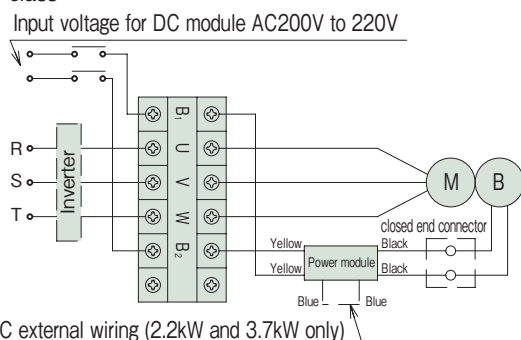 class
Input voltage for DC module AC200V to 220V
B1
R
U
S
Inverter
V
M
B
T
W
closed end connector
B2
Yellow
Black
Power module
Yellow
Black
Blue
Blue
C external wiring (2.2kW and 3.7kW only)